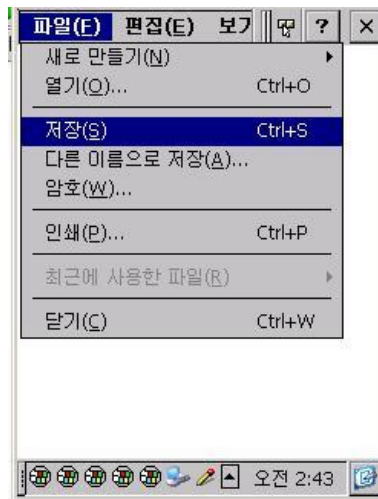 파일(F) 편집(E) 보기 ?
새로 만들기(N)
열기(O)... Ctrl+O
저장(S) Ctrl+S
다른 이름으로 저장(A)...
암호(W)...
인쇄(P)... Ctrl+P
최근에 사용한 파일(R)
닫기(C) Ctrl+W
오전 2:43